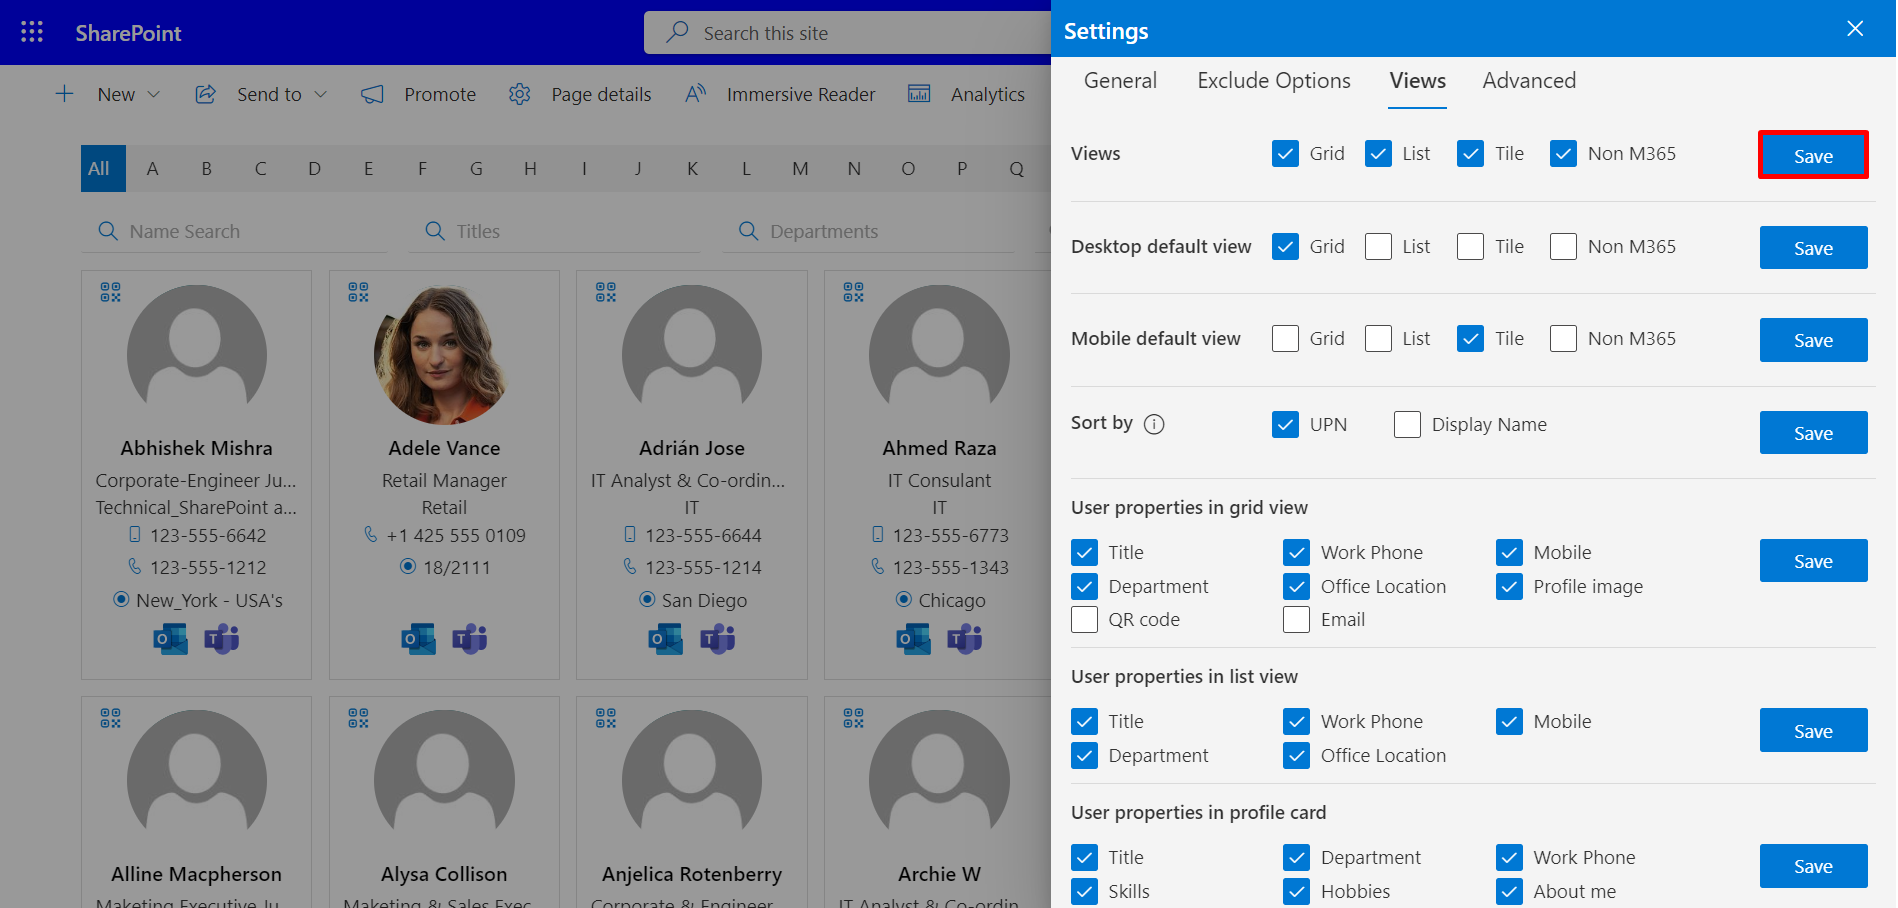 SharePoint
Search this site
New
Send to
Promote
Page details
Immersive Reader
Analytics
All A B C D E F G H I J K L M N O P Q
Name Search
Titles
Departments
Abhishek Mishra
Corporate-Engineer Ju...
Technical_SharePoint a...
123-555-6642
123-555-1212
New_York - USA's
Adele Vance
Retail Manager
Retail
+1 425 555 0109
18/2111
Adrián Jose
IT Analyst & Co-ordin...
IT
123-555-6644
123-555-1214
San Diego
Ahmed Raza
IT Consulant
IT
123-555-6773
123-555-1343
Chicago
Alline Macpherson
Maketing Executive Ju...
Alysa Collison
Marketing & Sales Exec...
Anjelica Rotenberry
Corporate & Engineer...
Archie W
IT Analyst & Co-ordin...
Settings
General Exclude Options Views Advanced
Views Grid List Tile Non M365 Save
Desktop default view Grid List Tile Non M365 Save
Mobile default view Grid List Tile Non M365 Save
Sort by UPN Display Name Save
User properties in grid view
Title Work Phone Mobile Save
Department Office Location Profile image
QR code Email
User properties in list view
Title Work Phone Mobile Save
Department Office Location
User properties in profile card
Title Department Work Phone Save
Skills Hobbies About me